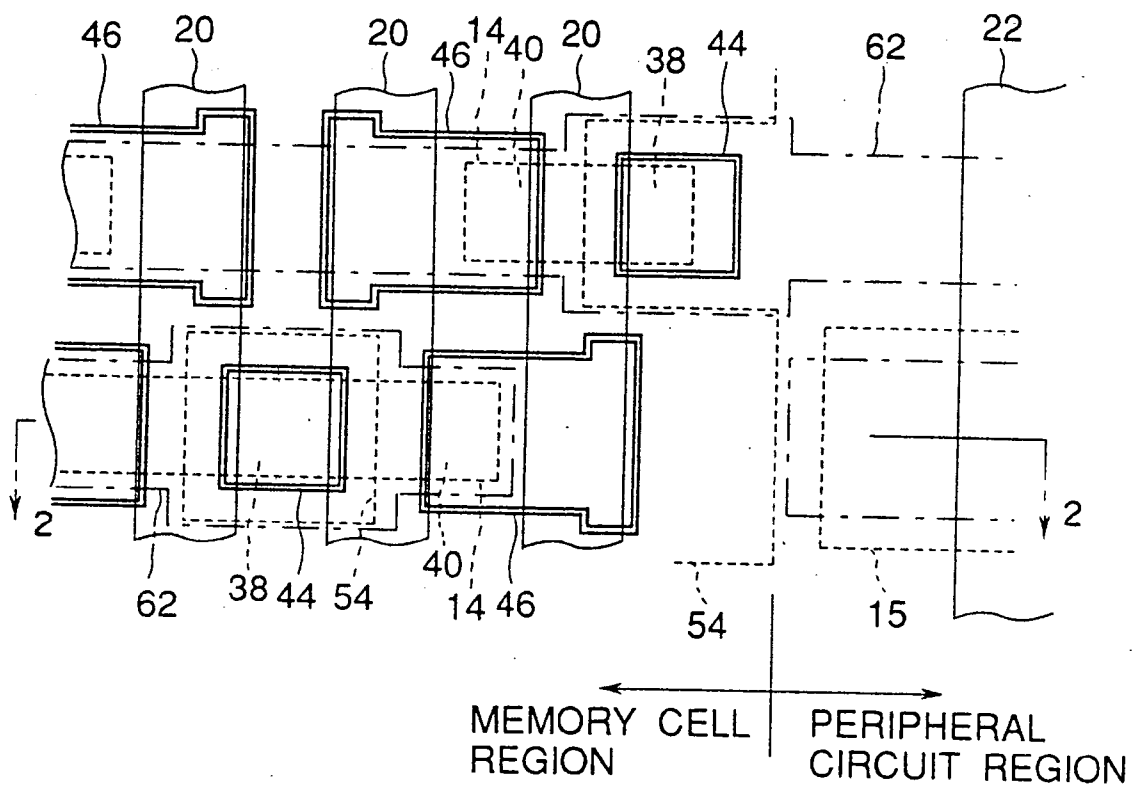 46 20 20 46 14 40 20 38 44 62 22
2 62 38 44 54 40 14 46 54 15 2
MEMORY CELL
REGION
PERIPHERAL
CIRCUIT REGION